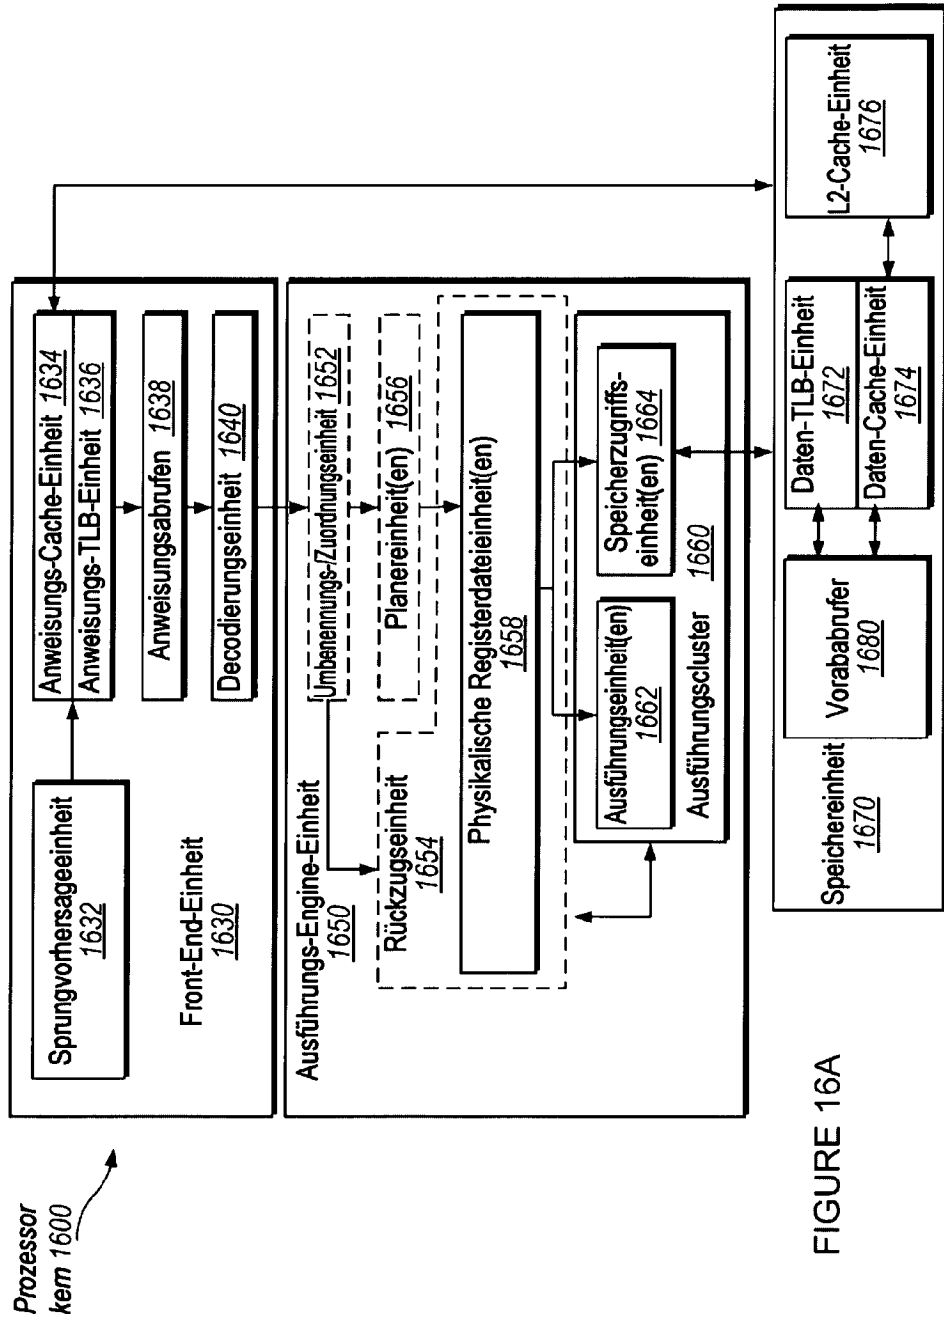 Prozessor
kern 1600
Sprungvorhersageeinheit
1632
Front-End-Einheit
1630
Anweisungs-Cache-Einheit 1634
Anweisungs-TLB-Einheit 1636
Anweisungsabrufen 1638
Decodierungseinheit 1640
Ausführungs-Engine-Einheit
1650
Umbenennungs-/Zuordnungseinheit 1652
Rückzugseinheit
1654
Planereinheit(en) 1656
Physikalische Registerdateieinheit(en)
1658
Ausführungseinheit(en)
1662
Speicherzugriffs-
einheit(en) 1664
Ausführungscluster
1660
Speichereinheit
1670
Vorababrufer
1680
Daten-TLB-Einheit
1672
Daten-Cache-Einheit
1674
L2-Cache-Einheit
1676
FIGURE 16A